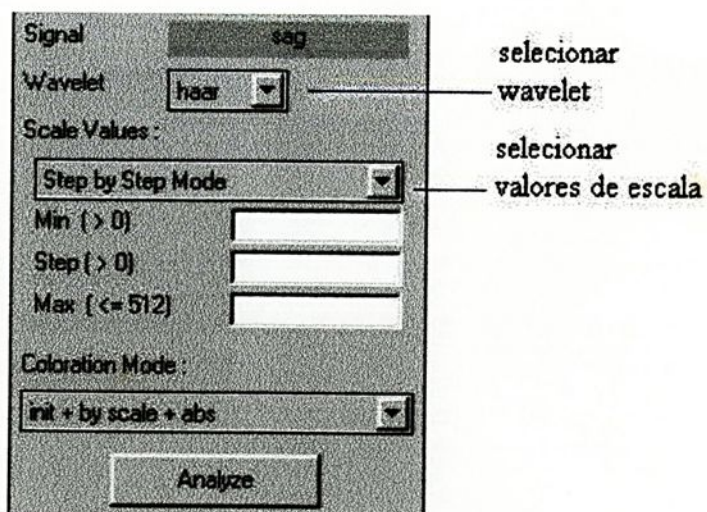 Signal sag
selecionar
Wavelet haar wavelet
Scale Values :
selecionar
Step by Step Mode valores de escala
Min ( > 0)
Step ( > 0)
Max ( <= 512)
Coloration Mode :
init + by scale + abs
Analyze